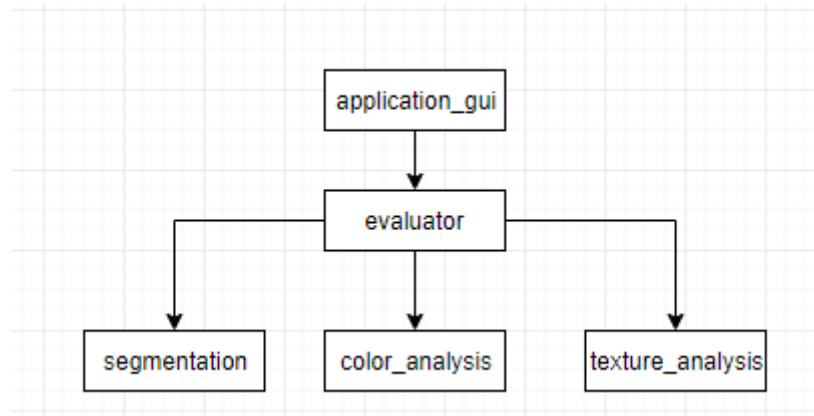 application_gui
evaluator
segmentation
color_analysis
texture_analysis